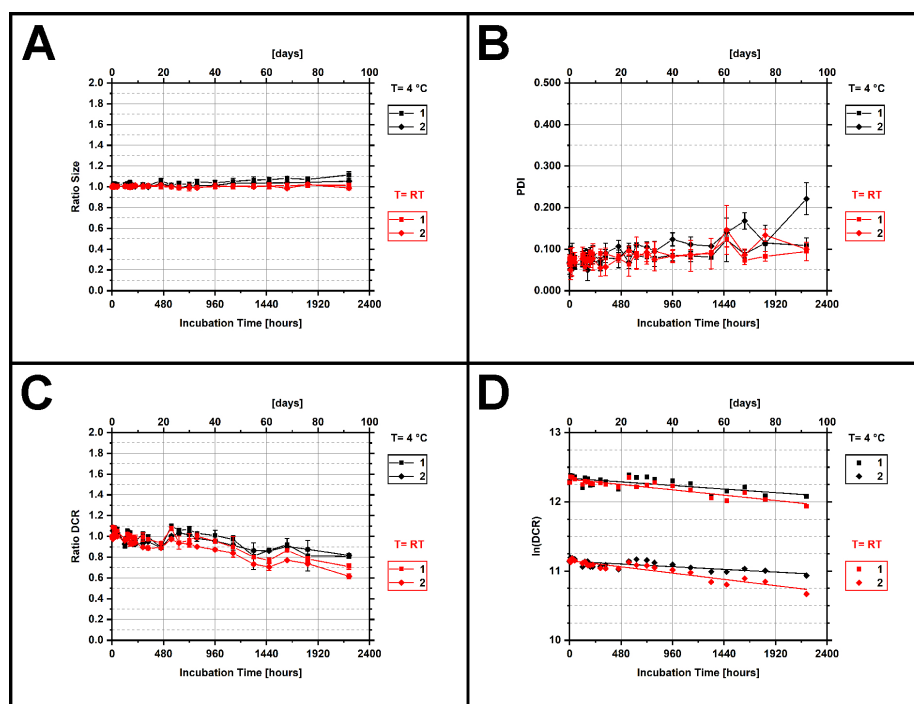 A
[days]
0 20 40 60 80 100
2.0
1.8
1.6
1.4
1.2
1.0
0.8
0.6
0.4
0.2
0.0
Ratio Size
0 480 960 1440 1920 2400
Incubation Time [hours]
T= 4 °C
1
2
T= RT
1
2
B
[days]
0 20 40 60 80 100
0.500
0.400
0.300
0.200
0.100
0.000
PDI
0 480 960 1440 1920 2400
Incubation Time [hours]
T= 4 °C
1
2
T= RT
1
2
C
[days]
0 20 40 60 80 100
2.0
1.8
1.6
1.4
1.2
1.0
0.8
0.6
0.4
0.2
0.0
Ratio DCR
0 480 960 1440 1920 2400
Incubation Time [hours]
T= 4 °C
1
2
T= RT
1
2
D
[days]
0 20 40 60 80 100
13
12
11
10
ln(DCR)
0 480 960 1440 1920 2400
Incubation Time [hours]
T= 4 °C
1
2
T= RT
1
2